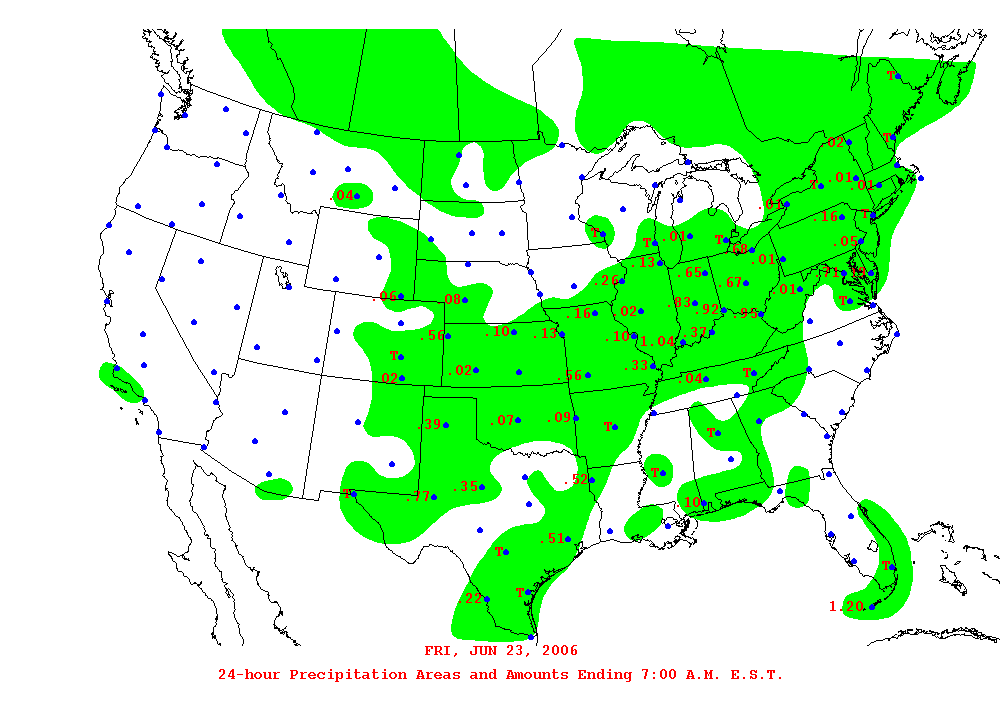 T
T
.02
T .01 .01
.04
.01
.16 T
T T .01 T .68 .05
.13 .01
.65 .71
.26 .67 .01
.06 .08 .83 T
.16 .02 .92 .95
.56 .10 .13 .10 1.04 .37
T
.02 .02 .56 .33 .04 T
.39 .07 .09 T T
T
.52
T .77 .35 .10
.51
T
T
.22 T
1.20
FRI, JUN 23, 2006
24-hour Precipitation Areas and Amounts Ending 7:00 A.M. E.S.T.